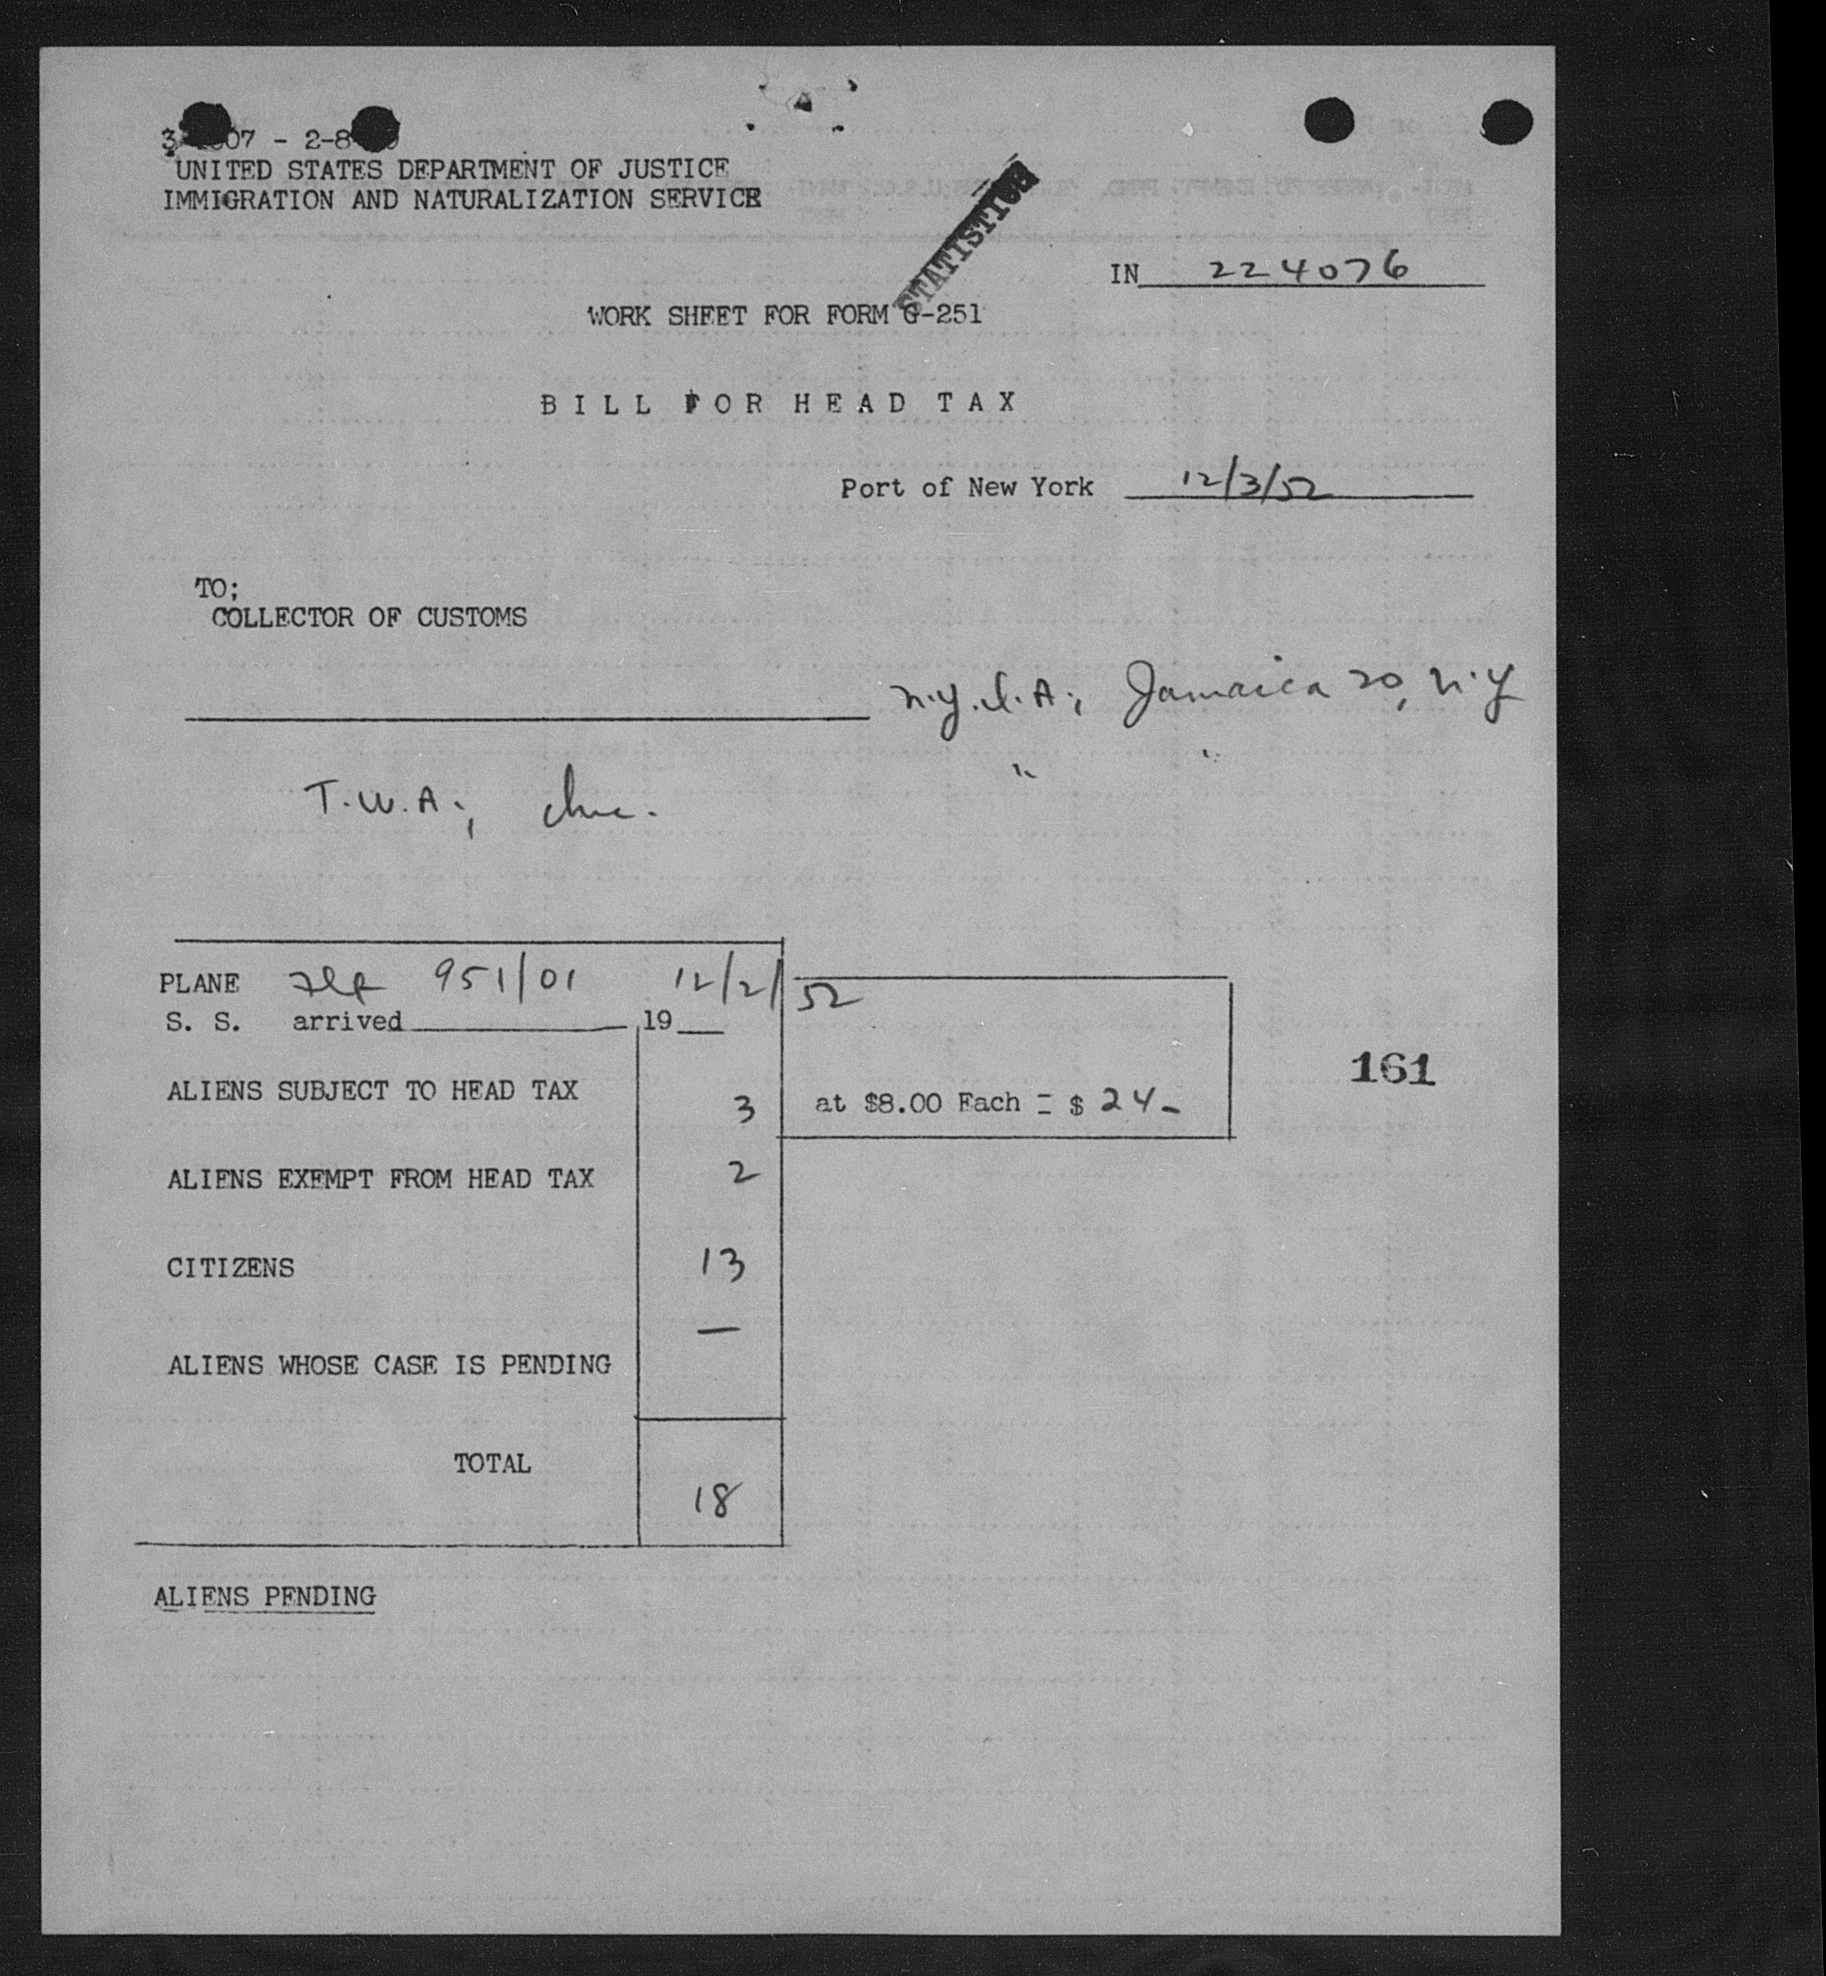 07 - 2-8
UNITED STATES DEPARTMENT OF JUSTICE
IMMIGRATION AND NATURALIZATION SERVICE
STATISTICS
IN 224076
WORK SHEET FOR FORM G-251
BILL FOR HEAD TAX
Port of New York 12/3/52
TO;
COLLECTOR OF CUSTOMS
N.Y.I.A., Jamaica 20, N.Y
" "
T.W.A., Inc.
PLANE 951/01 12/2/52
S. S. arrived 19
161
ALIENS SUBJECT TO HEAD TAX 3 at $8.00 Each = $ 24-
ALIENS EXEMPT FROM HEAD TAX 2
CITIZENS 13
—
ALIENS WHOSE CASE IS PENDING
TOTAL
18
ALIENS PENDING